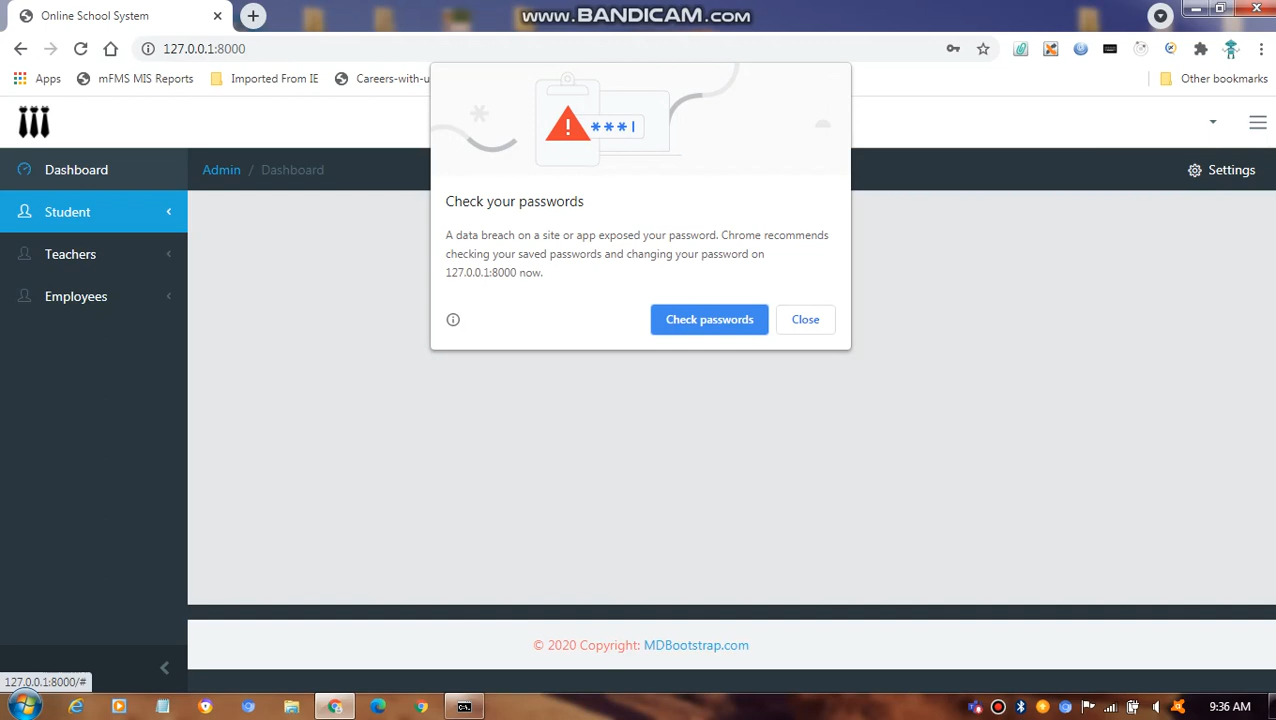 Online School System
www.BANDICAM.com
127.0.0.1:8000
Apps
mFMS MIS Reports
Imported From IE
Careers-with-u
Other bookmarks
Dashboard
Admin / Dashboard
Settings
Student
Teachers
Employees
***|
Check your passwords
A data breach on a site or app exposed your password. Chrome recommends
checking your saved passwords and changing your password on
127.0.0.1:8000 now.
Check passwords
Close
© 2020 Copyright: MDBootstrap.com
127.0.0.1:8000/#
9:36 AM